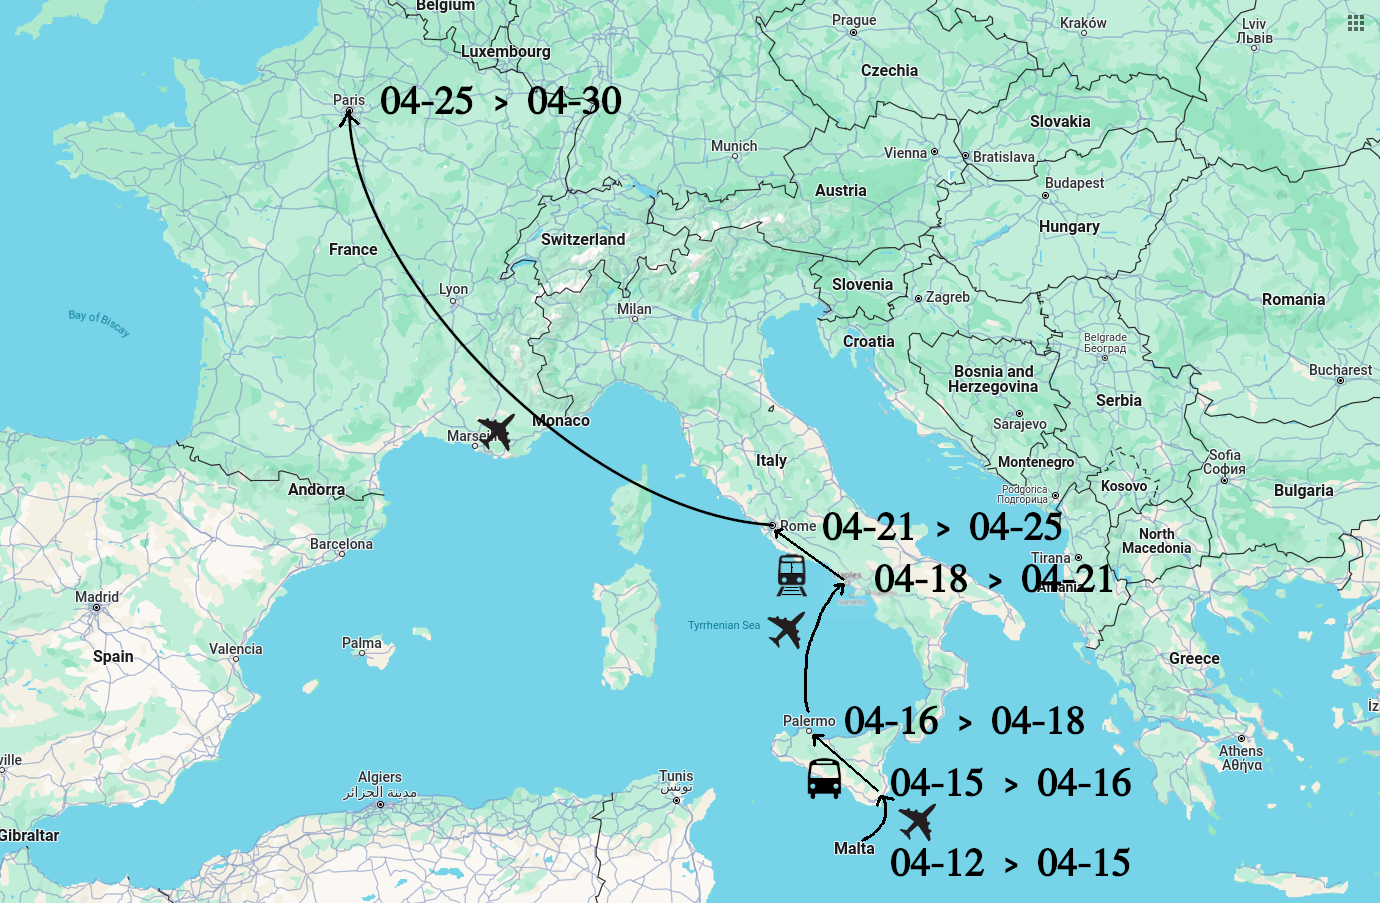 Belgium
Prague
Kraków
Lviv
Львів
Luxembourg
Czechia
Paris
04-25 > 04-30
Slovakia
Munich
Vienna
Bratislava
Austria
Budapest
Hungary
Switzerland
France
Slovenia
Lyon
Zagreb
Romania
Milan
Bay of Biscay
Croatia
Belgrade
Београд
Bosnia and
Herzegovina
Bucharest
Serbia
Monaco
Sarajevo
Marsei
Italy
Montenegro
Sofia
София
Andorra
Kosovo
Podgorica
Подгорица
Bulgaria
Rome
04-21 > 04-25
North
Macedonia
Barcelona
Tirana
04-18 > 04-21
Albania
Madrid
Tyrrhenian Sea
Palma
Valencia
Spain
Greece
Palermo
04-16 > 04-18
İz
Athens
Αθήνα
ville
Algiers
مدينة الجزائر
Tunis
تونس
04-15 > 04-16
Gibraltar
Malta
04-12 > 04-15